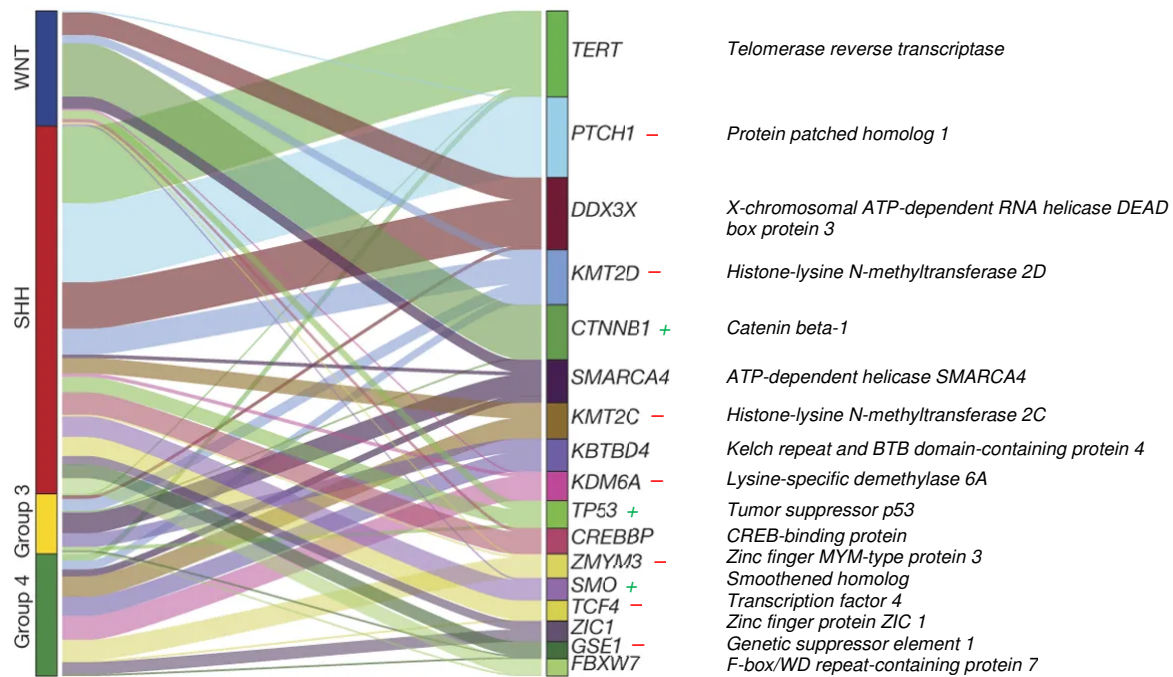 WNT
SHH
Group 3
Group 4
TERT Telomerase reverse transcriptase
PTCH1 − Protein patched homolog 1
DDX3X X-chromosomal ATP-dependent RNA helicase DEAD
box protein 3
KMT2D − Histone-lysine N-methyltransferase 2D
CTNNB1 + Catenin beta-1
SMARCA4 ATP-dependent helicase SMARCA4
KMT2C − Histone-lysine N-methyltransferase 2C
KBTBD4 Kelch repeat and BTB domain-containing protein 4
KDM6A − Lysine-specific demethylase 6A
TP53 + Tumor suppressor p53
CREBBP CREB-binding protein
ZMYM3 − Zinc finger MYM-type protein 3
SMO + Smoothened homolog
TCF4 − Transcription factor 4
ZIC1 Zinc finger protein ZIC 1
GSE1 − Genetic suppressor element 1
FBXW7 F-box/WD repeat-containing protein 7